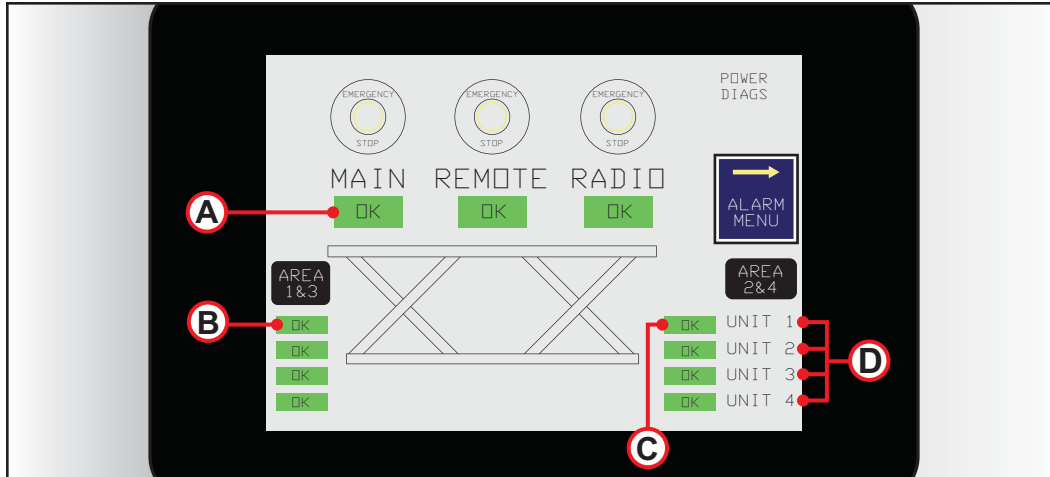 POWER
DIAGS
EMERGENCY
STOP
EMERGENCY
STOP
EMERGENCY
STOP
MAIN REMOTE RADIO
A
OK OK OK
ALARM
MENU
AREA
1&3
AREA
2&4
B
OK
OK UNIT 1
OK
OK UNIT 2
OK
OK UNIT 3
OK
OK UNIT 4
D
C